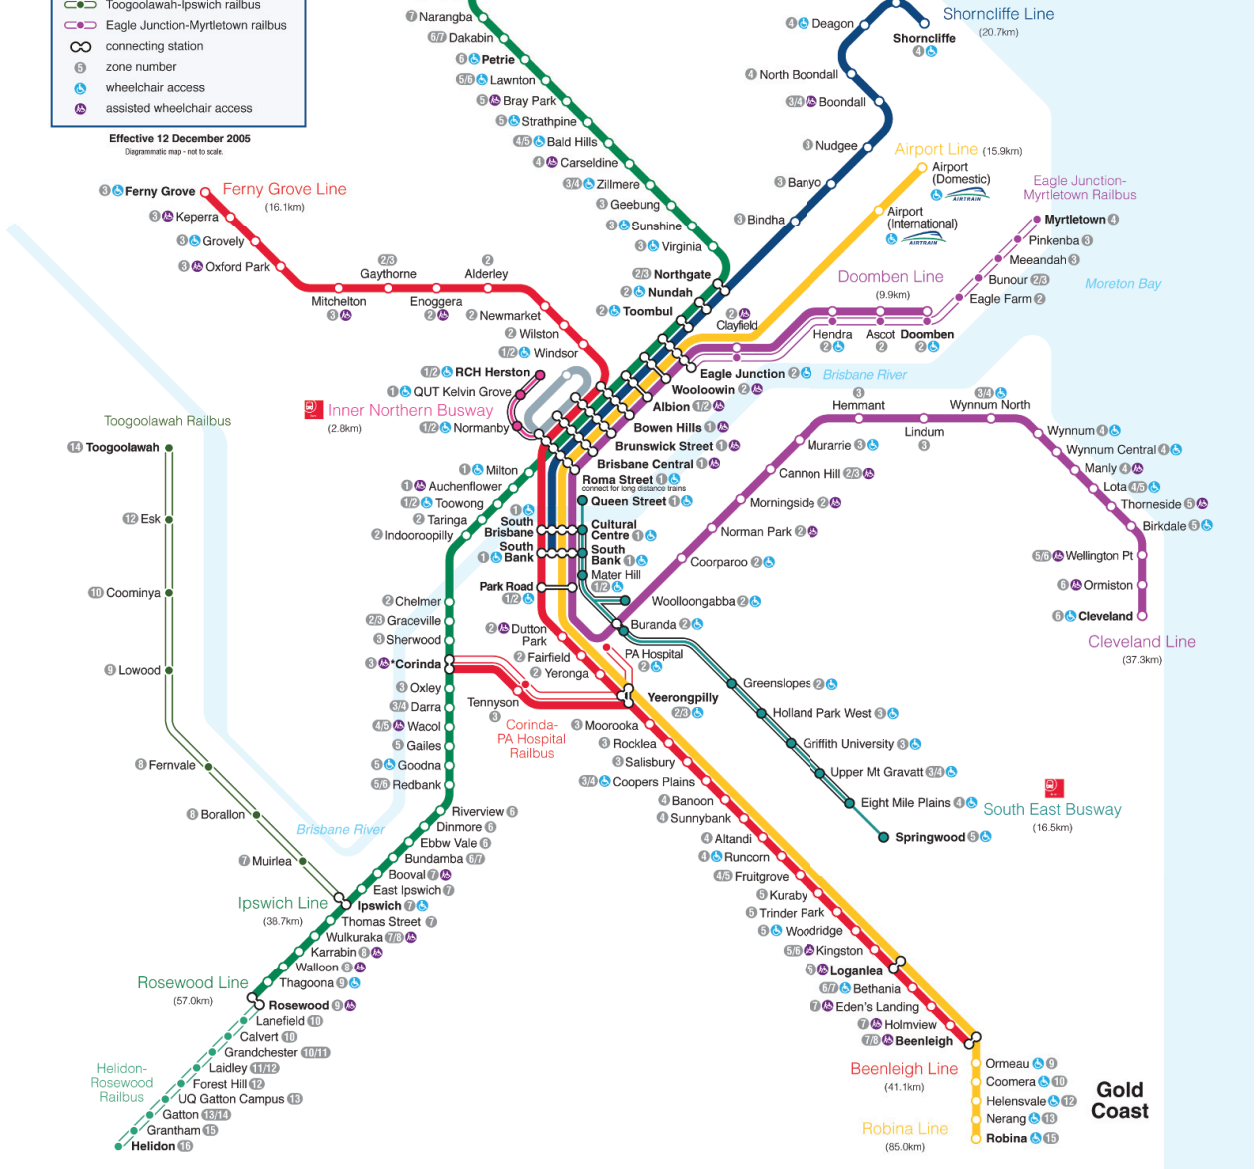 Toogoolawah-Ipswich railbus
Eagle Junction-Myrtletown railbus
connecting station
5 zone number
wheelchair access
assisted wheelchair access
Effective 12 December 2005
Diagrammatic map - not to scale.
7 Narangba
6/7 Dakabin
6 Petrie
5/6 Lawnton
5 Bray Park
5 Strathpine
4/5 Bald Hills
4 Carseldine
3/4 Zillmere
3 Geebung
3 Sunshine
3 Virginia
2/3 Northgate
2 Nundah
2 Toombul
Shorncliffe Line
(20.7km)
Shorncliffe
4
4 Deagon
4 North Boondall
3/4 Boondall
3 Nudgee
3 Banyo
3 Bindha
Airport Line (15.9km)
Airport
(Domestic)
AIRTRAIN
Airport
(International)
AIRTRAIN
Eagle Junction-
Myrtletown Railbus
Myrtletown 4
Pinkenba 3
Meeandah 3
Bunour 2/3
Eagle Farm 2
Moreton Bay
Doomben Line
(9.9km)
2
Clayfield
Hendra
2
Ascot
2
Doomben
2
Ferny Grove Line
(16.1km)
3 Ferny Grove
3 Keperra
3 Grovely
3 Oxford Park
Mitchelton
3
2/3
Gaythorne
Enoggera
2
2
Alderley
2 Newmarket
2 Wilston
1/2 Windsor
1/2 RCH Herston
1 QUT Kelvin Grove
1/2 Normanby
Inner Northern Busway
(2.8km)
Eagle Junction 2
Brisbane River
Wooloowin 2
Albion 1/2
Bowen Hills 1
Brunswick Street 1
Brisbane Central 1
Roma Street 1
connect for long distance trains
Queen Street 1
3
Hemmant
Lindum
3
3/4
Wynnum North
Murarrie 3
Cannon Hill 2/3
Morningside 2
Norman Park 2
Coorparoo 2
Wynnum 4
Wynnum Central 4
Manly 4
Lota 4/5
Thorneside 5
Birkdale 5
5/6 Wellington Pt
6 Ormiston
6 Cleveland
Cleveland Line
(37.3km)
Toogoolawah Railbus
14 Toogoolawah
12 Esk
10 Coominya
9 Lowood
8 Fernvale
8 Borallon
7 Muirlea
1 Milton
1 Auchenflower
1/2 Toowong
2 Taringa
2 Indooroopilly
2 Chelmer
2/3 Graceville
3 Sherwood
3 *Corinda
3 Oxley
3/4 Darra
4/5 Wacol
5 Gailes
5 Goodna
5/6 Redbank
1
South
Brisbane
South
1 Bank
Cultural
Centre 1
South
Bank 1
Mater Hill
1/2
Park Road
1/2
Woolloongabba 2
Buranda 2
2 Dutton
Park
2 Fairfield
2 Yeronga
PA Hospital
2
Yeerongpilly
2/3
Tennyson
3
Corinda-
PA Hospital
Railbus
Greenslopes 2
Holland Park West 3
Griffith University 3
Upper Mt Gravatt 3/4
Eight Mile Plains 4
Springwood 5
South East Busway
(16.5km)
3 Moorooka
3 Rocklea
3 Salisbury
3/4 Coopers Plains
4 Banoon
4 Sunnybank
4 Altandi
4 Runcorn
4/5 Fruitgrove
5 Kuraby
5 Trinder Park
5 Woodridge
5/6 Kingston
5 Loganlea
6/7 Bethania
7 Eden's Landing
7 Holmview
7/8 Beenleigh
Beenleigh Line
(41.1km)
Robina Line
(85.0km)
Ormeau 9
Coomera 10
Helensvale 12
Nerang 13
Robina 15
Gold
Coast
Brisbane River
Riverview 6
Dinmore 6
Ebbw Vale 6
Bundamba 6/7
Booval 7
East Ipswich 7
Ipswich Line
(38.7km)
Ipswich 7
Thomas Street 7
Wulkuraka 7/8
Karrabin 8
Walloon 8
Thagoona 9
Rosewood Line
(57.0km)
Rosewood 9
Lanefield 10
Calvert 10
Grandchester 10/11
Laidley 11/12
Forest Hill 12
UQ Gatton Campus 13
Gatton 13/14
Grantham 15
Helidon 16
Helidon-
Rosewood
Railbus